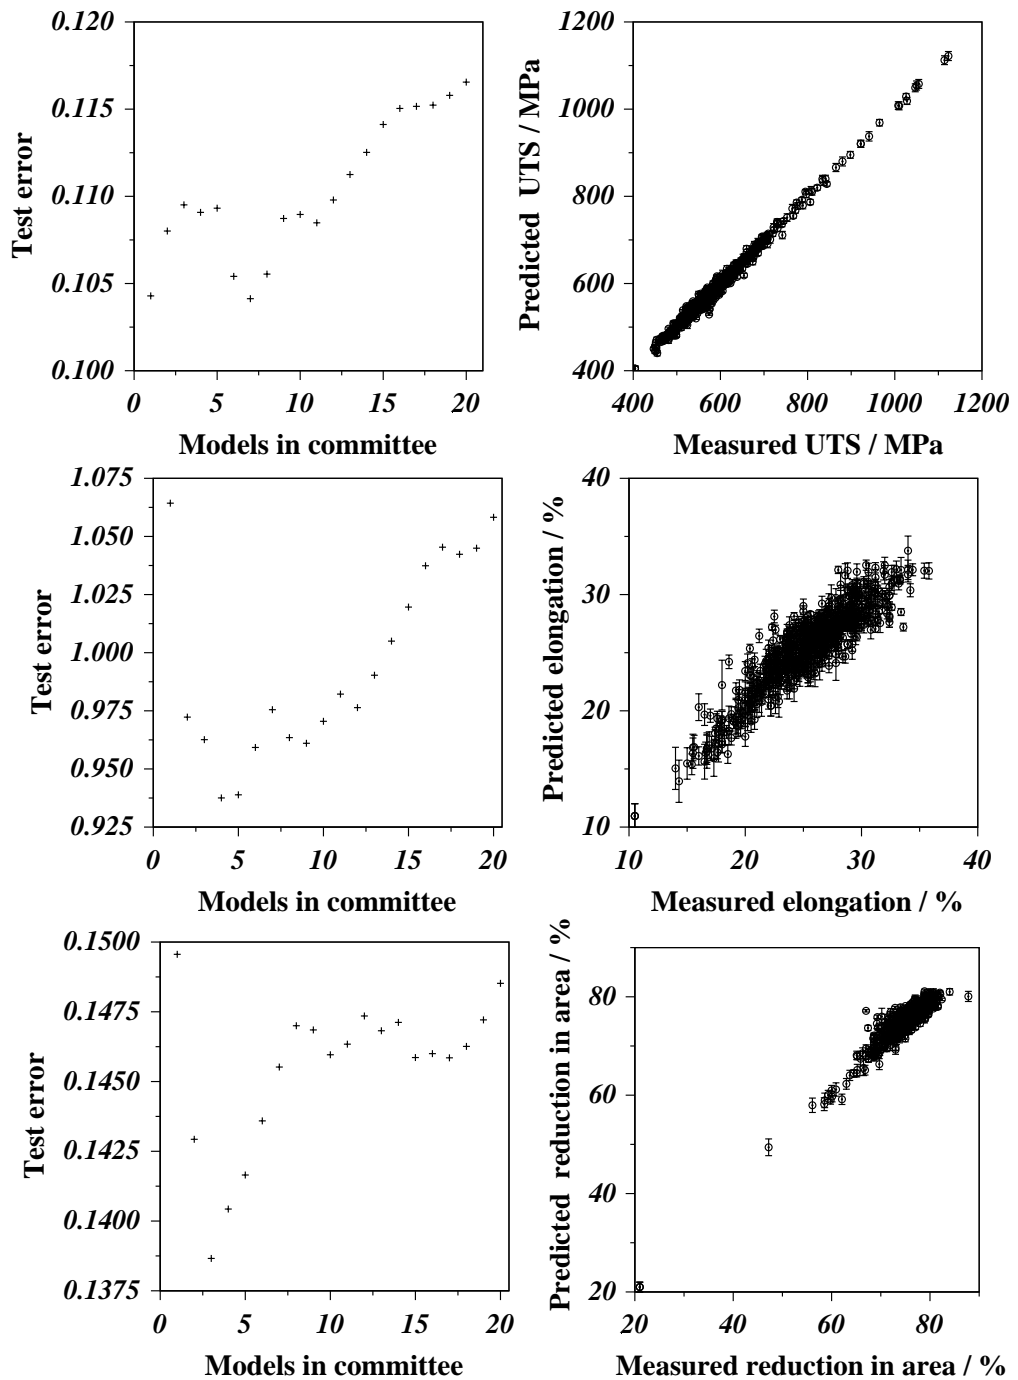 0.120
0.115
0.110
0.105
0.100
0 5 10 15 20
Test error
Models in committee
1200
1000
800
600
400
400 600 800 1000 1200
Predicted UTS / MPa
Measured UTS / MPa
1.075
1.050
1.025
1.000
0.975
0.950
0.925
0 5 10 15 20
Test error
Models in committee
40
30
20
10
10 20 30 40
Predicted elongation / %
Measured elongation / %
0.1500
0.1475
0.1450
0.1425
0.1400
0.1375
0 5 10 15 20
Test error
Models in committee
80
60
40
20
20 40 60 80
Predicted reduction in area / %
Measured reduction in area / %